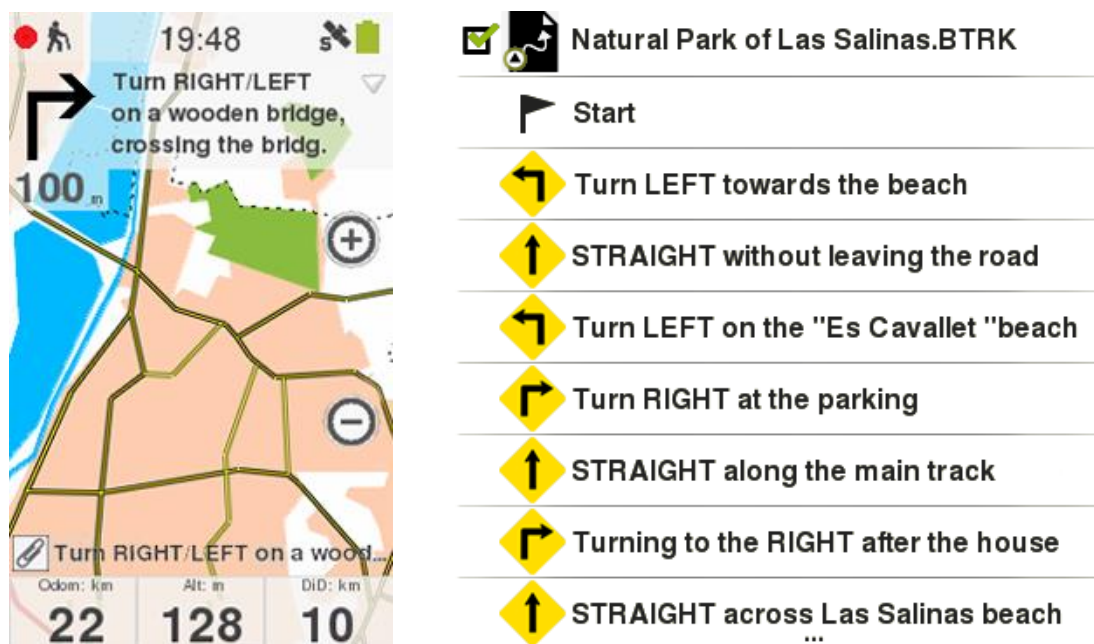 19:48
S
Turn RIGHT/LEFT
on a wooden bridge,
crossing the bridg.
100 m
+
−
Turn RIGHT/LEFT on a wood...
Odom: km
Alt: m
DiD: km
22
128
10
Natural Park of Las Salinas.BTRK
Start
Turn LEFT towards the beach
STRAIGHT without leaving the road
Turn LEFT on the "Es Cavallet "beach
Turn RIGHT at the parking
STRAIGHT along the main track
Turning to the RIGHT after the house
STRAIGHT across Las Salinas beach
...